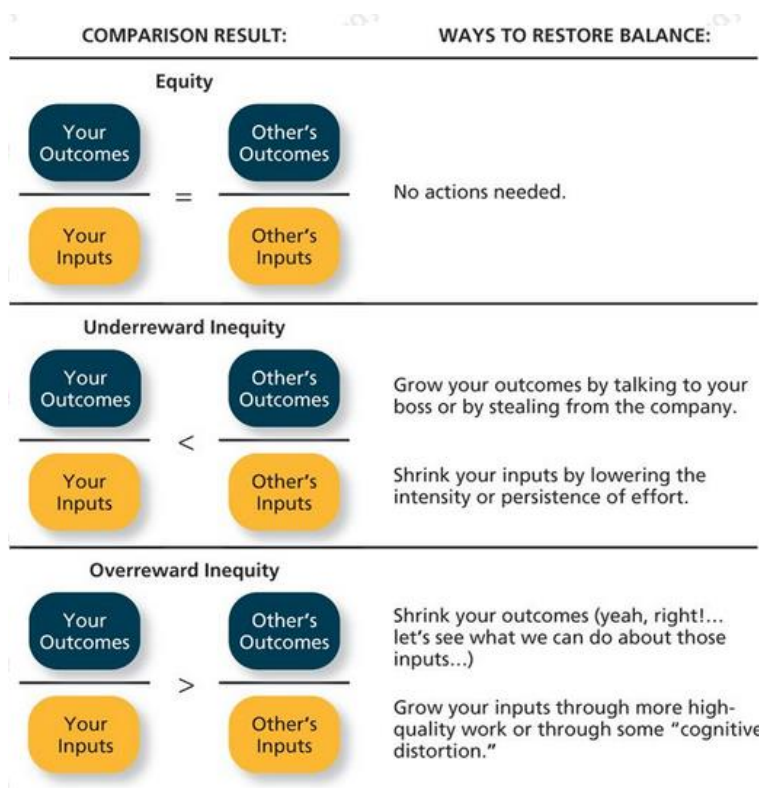 COMPARISON RESULT:
WAYS TO RESTORE BALANCE:
Equity
Your
Outcomes
Other's
Outcomes
=
Your
Inputs
Other's
Inputs
No actions needed.
Underreward Inequity
Your
Outcomes
Other's
Outcomes
<
Your
Inputs
Other's
Inputs
Grow your outcomes by talking to your
boss or by stealing from the company.
Shrink your inputs by lowering the
intensity or persistence of effort.
Overreward Inequity
Your
Outcomes
Other's
Outcomes
>
Your
Inputs
Other's
Inputs
Shrink your outcomes (yeah, right!...
let's see what we can do about those
inputs...)
Grow your inputs through more high-
quality work or through some “cognitive
distortion.”